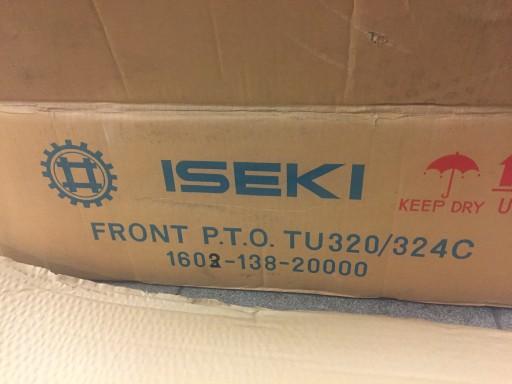 ISEKI
KEEP DRY
FRONT P.T.O. TU320/324C
1602-138-20000